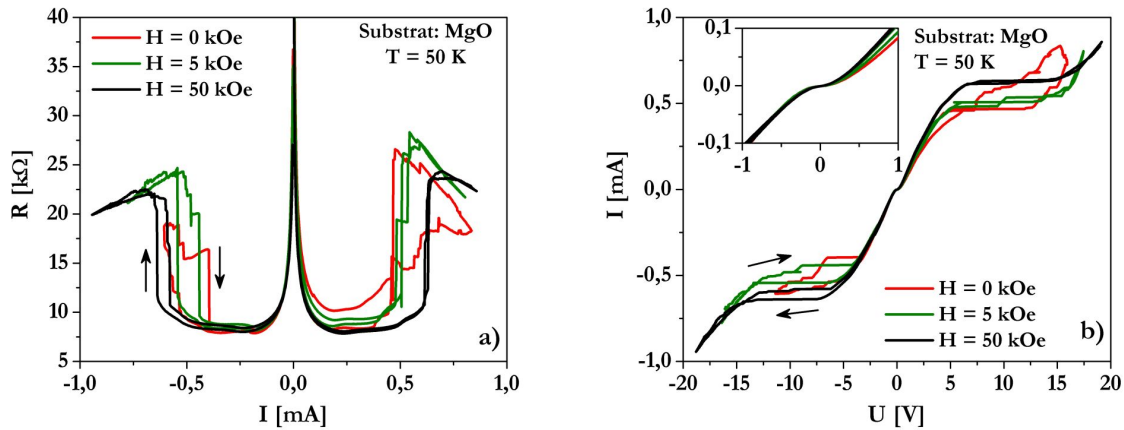 40
35
30
25
20
15
10
5
R [kΩ]
H = 0 kOe
H = 5 kOe
H = 50 kOe
Substrat: MgO
T = 50 K
a)
-1,0 -0,5 0,0 0,5 1,0
I [mA]
1,0
0,5
0,0
-0,5
-1,0
I [mA]
0,1
0,0
-0,1
-1 0 1
Substrat: MgO
T = 50 K
H = 0 kOe
H = 5 kOe
H = 50 kOe
b)
-20 -15 -10 -5 0 5 10 15 20
U [V]